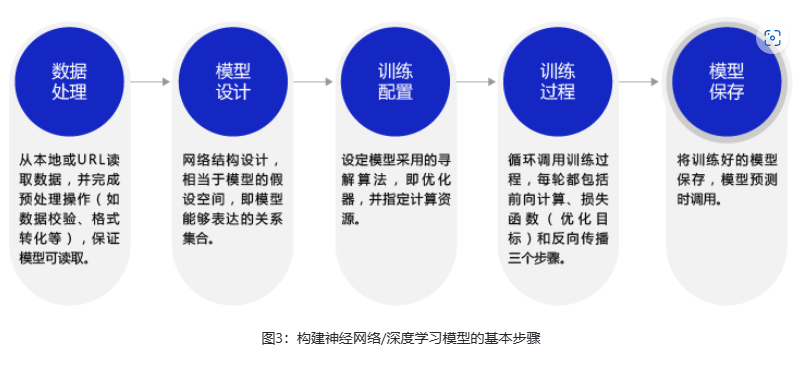 数据
处理
从本地或URL读
取数据，并完成
预处理操作（如
数据校验、格式
转化等），保证
模型可读取。
模型
设计
网络结构设计，
相当于模型的假
设空间，即模型
能够表达的关系
集合。
训练
配置
设定模型采用的寻
解算法，即优化
器，并指定计算资
源。
训练
过程
循环调用训练过
程，每轮都包括
前向计算、损失
函数（优化目
标）和反向传播
三个步骤。
模型
保存
将训练好的模型
保存，模型预测
时调用。
图3：构建神经网络/深度学习模型的基本步骤